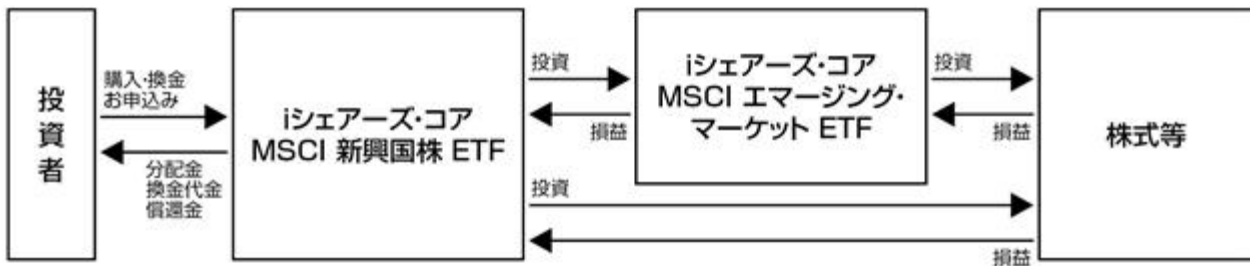 投資者
購入・換金
お申込み
分配金
換金代金
償還金
iシェアーズ・コア
MSCI 新興国株 ETF
投資
損益
iシェアーズ・コア
MSCI エマージング・
マーケット ETF
投資
損益
投資
損益
株式等